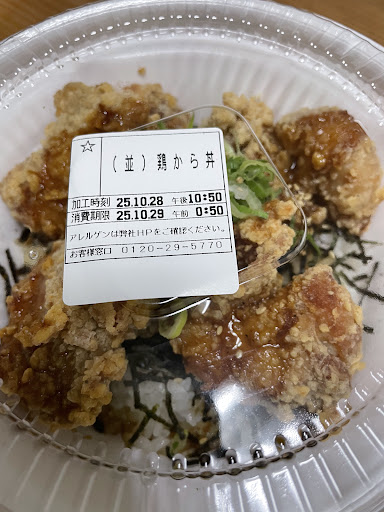 ☆
(並) 鶏から丼
加工時刻 25.10.28 午後10:50
消費期限 25.10.29 午前 0:50
アレルゲンは弊社HPをご確認ください。
お客様窓口 0120-29-5770